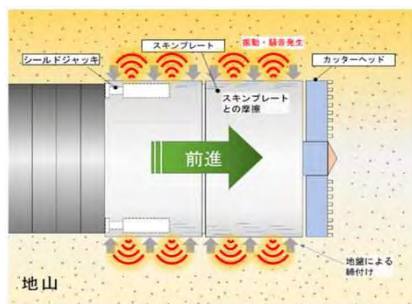 スキンプレート
振動・騒音発生
シールドジャッキ
カッターヘッド
スキンプレート
との摩擦
前進
地盤による
締付け
地山